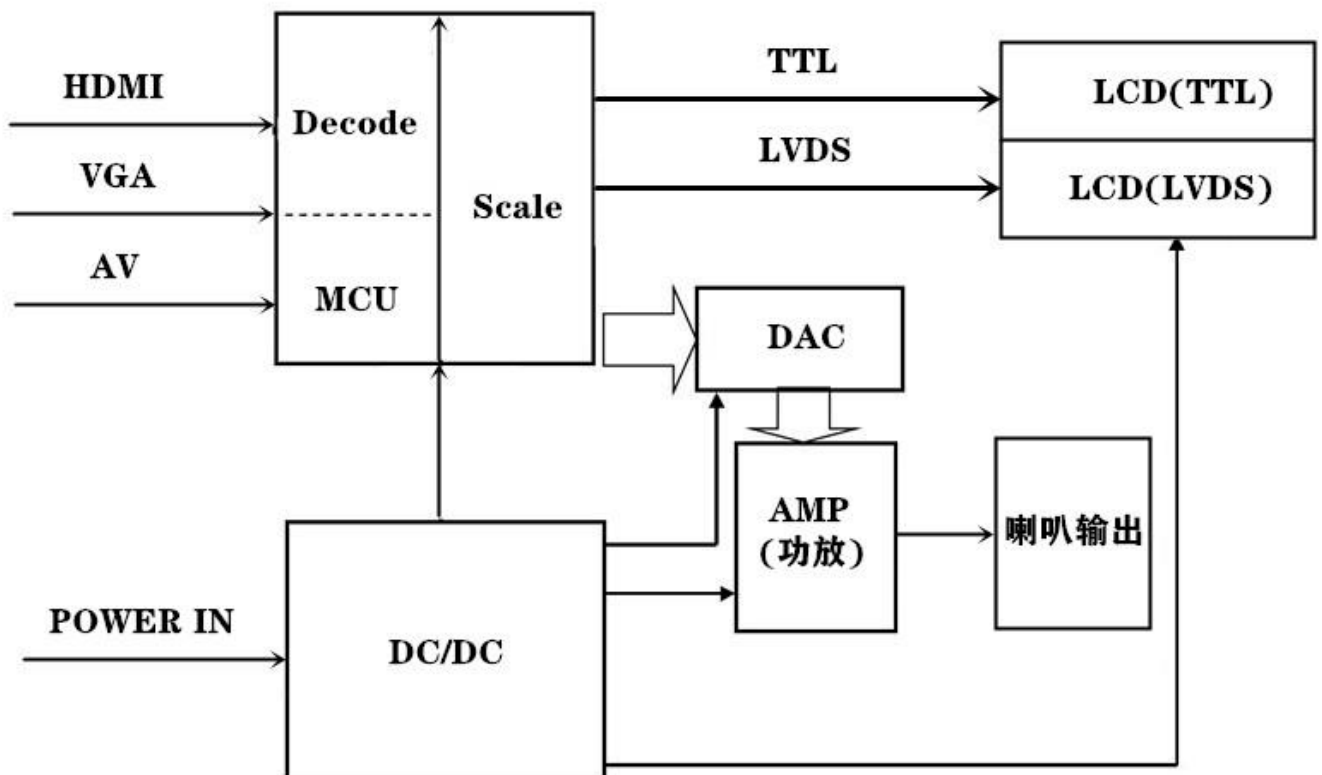 HDMI
VGA
AV
Decode
MCU
Scale
TTL
LVDS
LCD(TTL)
LCD(LVDS)
DAC
AMP
(功放)
喇叭输出
POWER IN
DC/DC